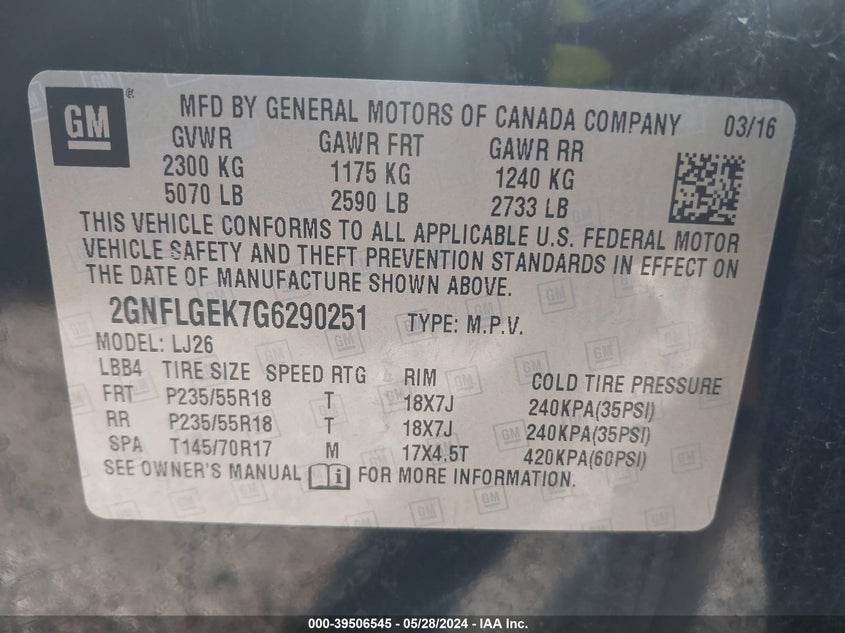 GM ®
MFD BY GENERAL MOTORS OF CANADA COMPANY 03/16
GVWR GAWR FRT GAWR RR
2300 KG 1175 KG 1240 KG
5070 LB 2590 LB 2733 LB
THIS VEHICLE CONFORMS TO ALL APPLICABLE U.S. FEDERAL MOTOR
VEHICLE SAFETY AND THEFT PREVENTION STANDARDS IN EFFECT ON
THE DATE OF MANUFACTURE SHOWN ABOVE.
2GNFLGEK7G6290251 TYPE: M.P.V.
MODEL: LJ26
LBB4 TIRE SIZE SPEED RTG RIM COLD TIRE PRESSURE
FRT P235/55R18 T 18X7J 240KPA(35PSI)
RR P235/55R18 T 18X7J 240KPA(35PSI)
SPA T145/70R17 M 17X4.5T 420KPA(60PSI)
SEE OWNER'S MANUAL i FOR MORE INFORMATION.
000-39506545 - 05/28/2024 - IAA Inc.